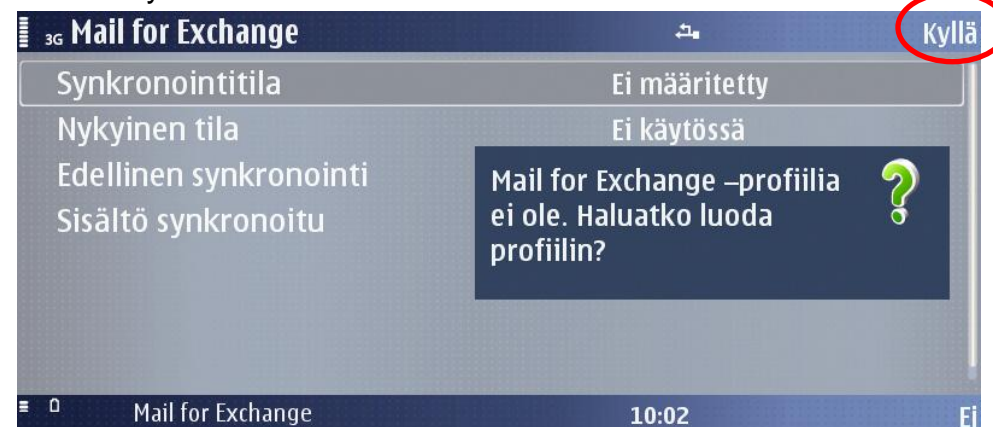 3G Mail for Exchange Kyllä
Synkronointitila Ei määritetty
Nykyinen tila Ei käytössä
Edellinen synkronointi
Sisältö synkronoitu
Mail for Exchange –profiilia
ei ole. Haluatko luoda
profiilin?
Mail for Exchange 10:02 Ei